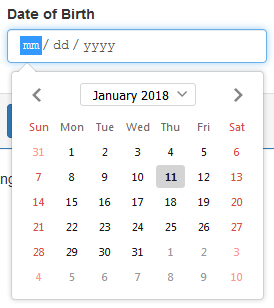 Date of Birth
mm / dd / yyyy
January 2018
Sun Mon Tue Wed Thu Fri Sat
31 1 2 3 4 5 6
7 8 9 10 11 12 13
14 15 16 17 18 19 20
21 22 23 24 25 26 27
28 29 30 31 1 2 3
4 5 6 7 8 9 10